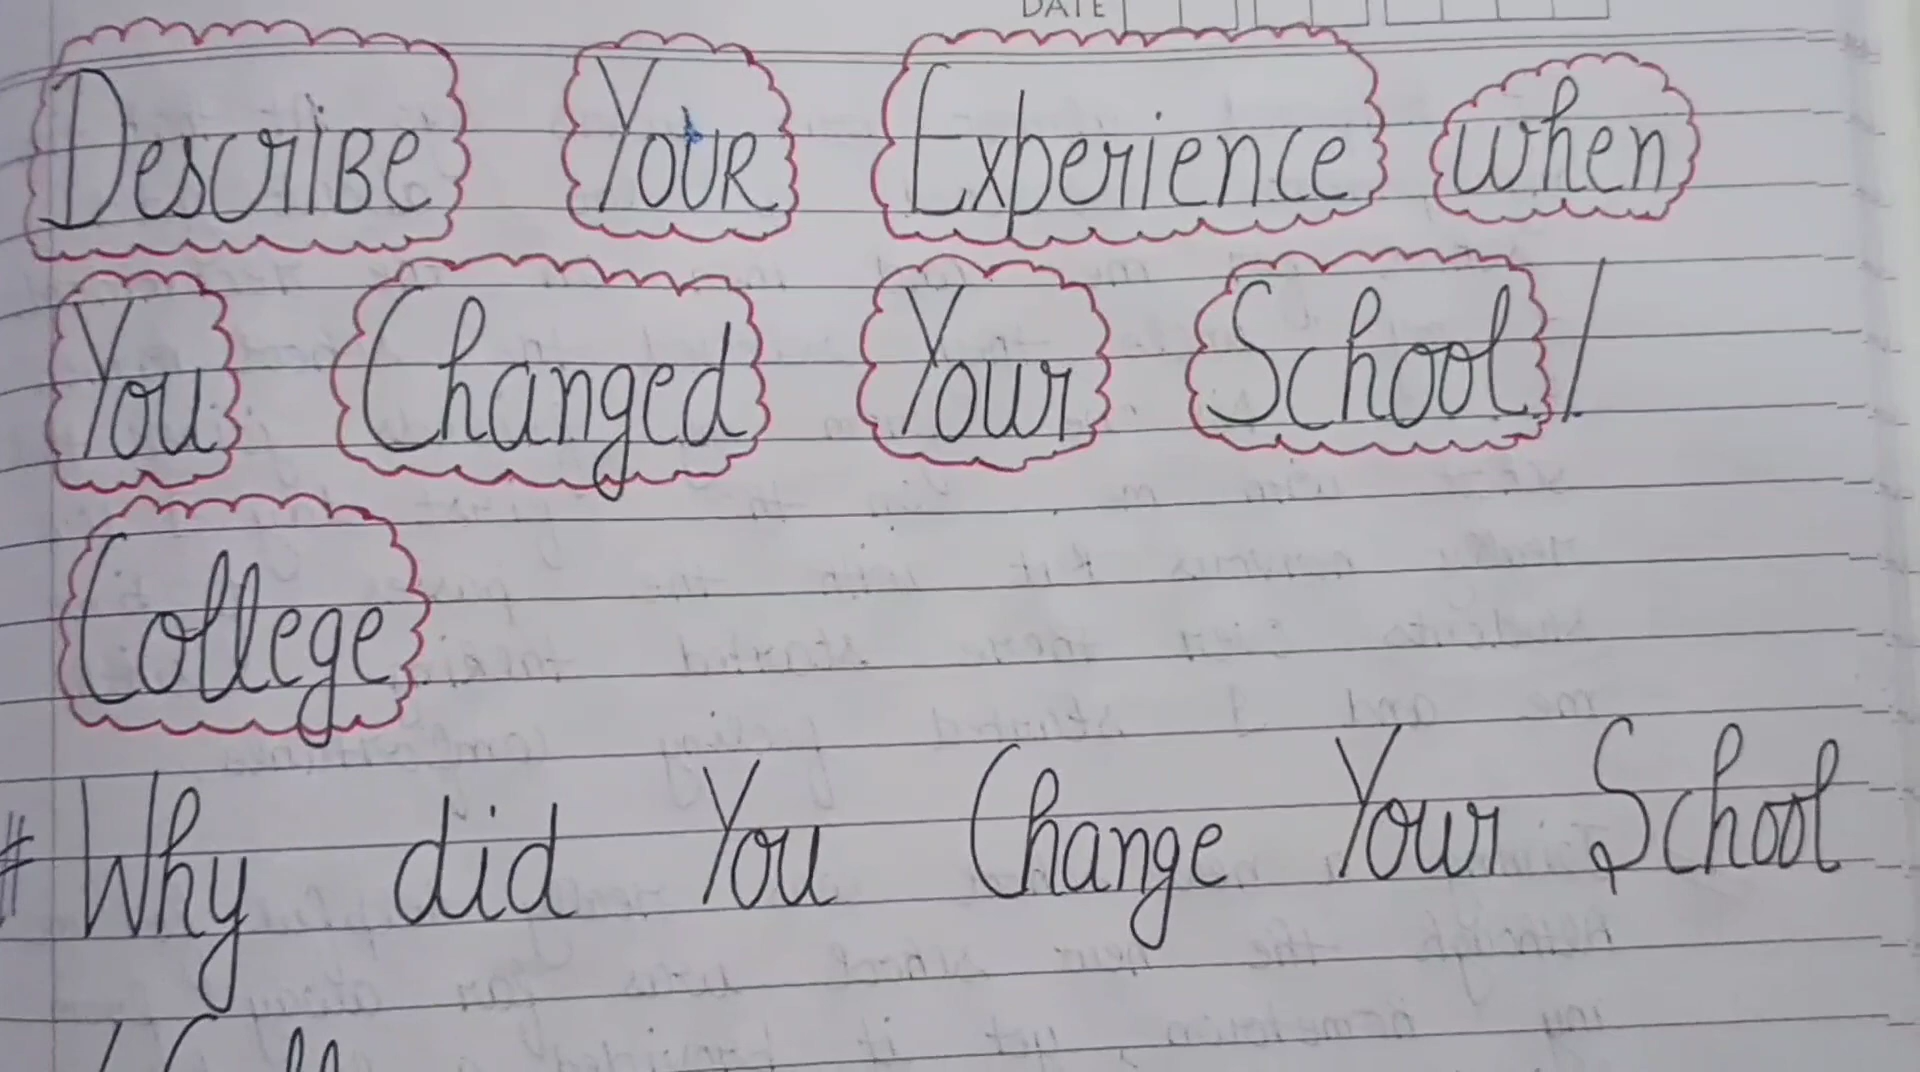 DATE
Describe Your Experience when
You Changed Your School /
College
# Why did You Change Your School